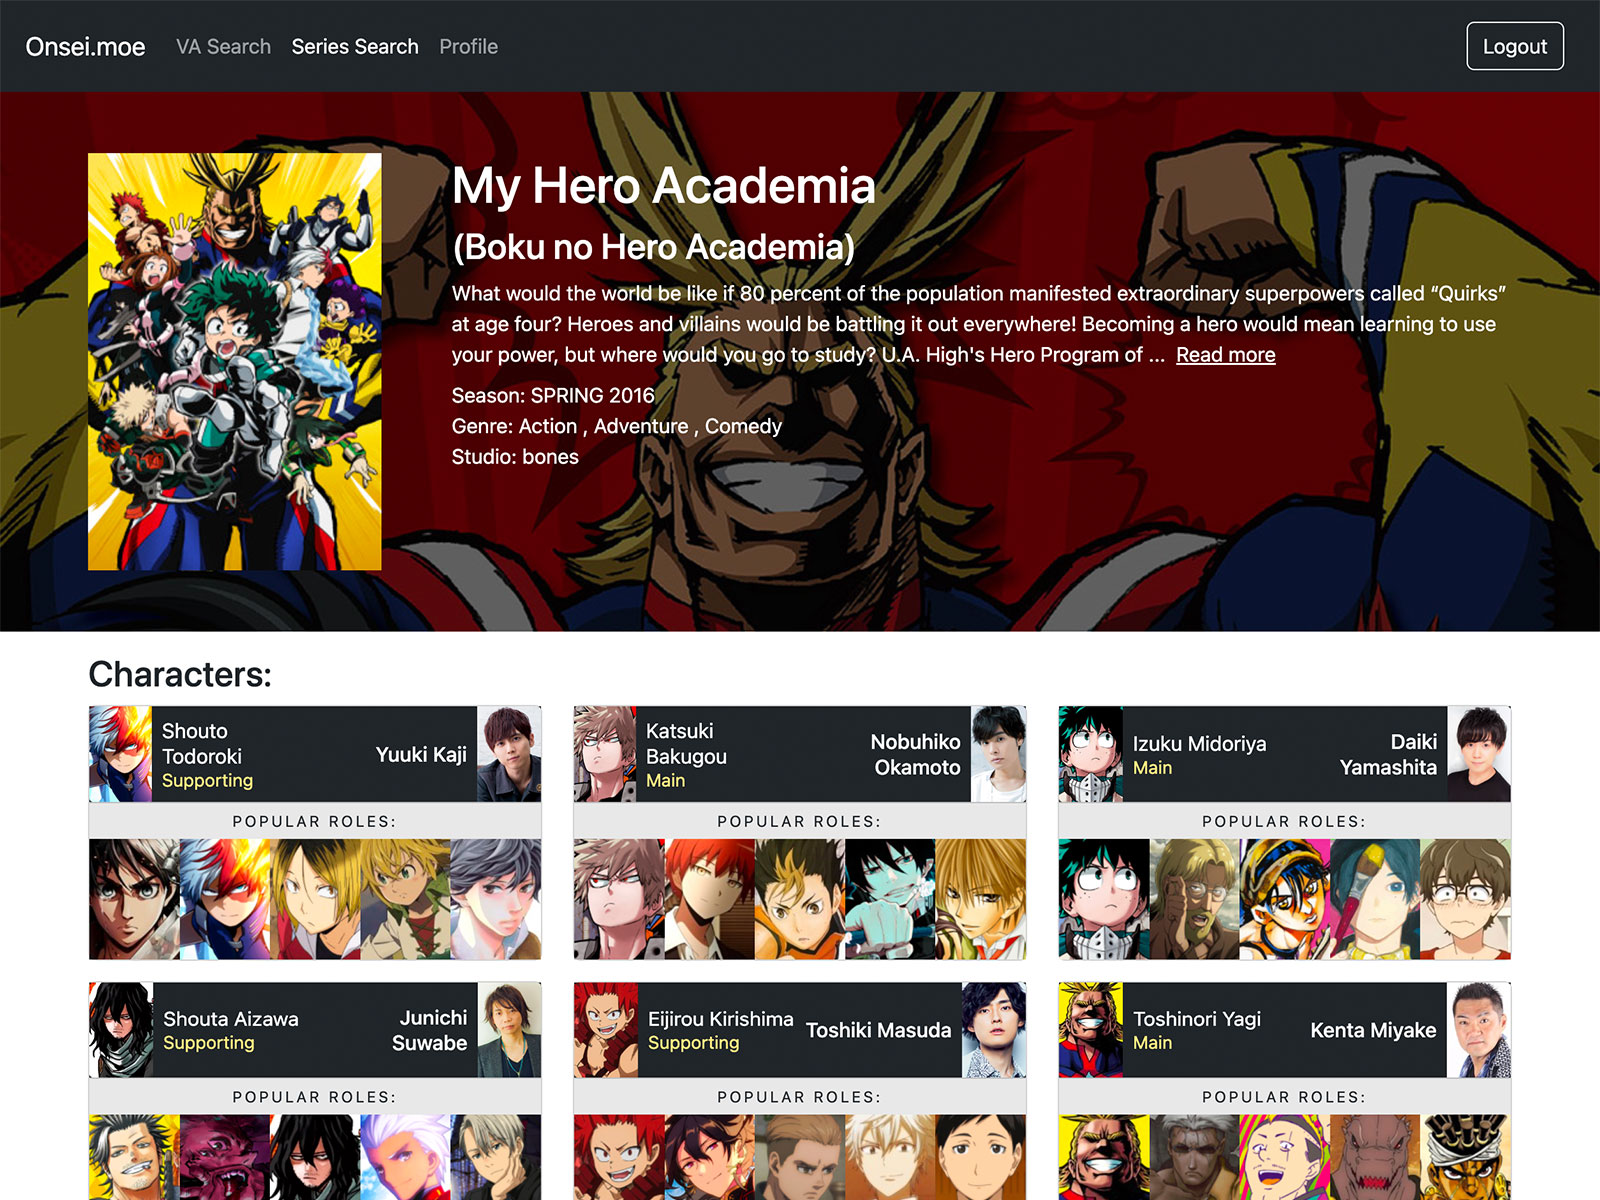 Onsei.moe VA Search Series Search Profile Logout
My Hero Academia
(Boku no Hero Academia)
What would the world be like if 80 percent of the population manifested extraordinary superpowers called “Quirks”
at age four? Heroes and villains would be battling it out everywhere! Becoming a hero would mean learning to use
your power, but where would you go to study? U.A. High's Hero Program of ... Read more
Season: SPRING 2016
Genre: Action , Adventure , Comedy
Studio: bones
Characters:
Shouto
Todoroki
Supporting
Yuuki Kaji
POPULAR ROLES:
Katsuki
Bakugou
Main
Nobuhiko
Okamoto
POPULAR ROLES:
Izuku Midoriya
Main
Daiki
Yamashita
POPULAR ROLES:
Shouta Aizawa
Supporting
Junichi
Suwabe
POPULAR ROLES:
Eijirou Kirishima
Supporting
Toshiki Masuda
POPULAR ROLES:
Toshinori Yagi
Main
Kenta Miyake
POPULAR ROLES: